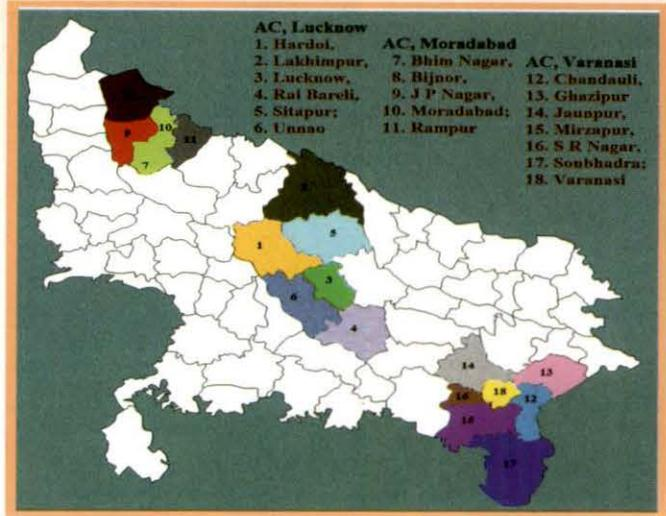 AC, Lucknow
1. Hardoi,
2. Lakhimpur,
3. Lucknow,
4. Rai Bareli,
5. Sitapur;
6. Unnao
AC, Moradabad
7. Bhim Nagar,
8. Bijnor,
9. J P Nagar,
10. Moradabad;
11. Rampur
AC, Varanasi
12. Chandauli,
13. Ghazipur
14. Jaunpur,
15. Mirzapur,
16. S R Nagar,
17. Sonbhadra;
18. Varanasi
9
10
11
7
2
1
5
3
6
4
14
13
16
18
12
15
17